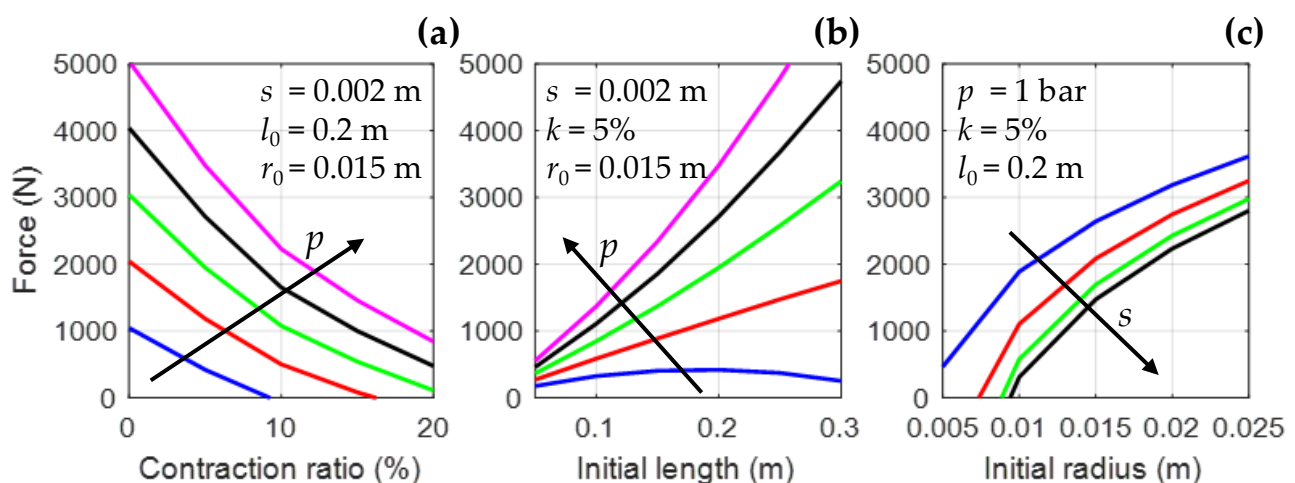 (a)
5000
4000
3000
2000
1000
0
0
10
20
Force (N)
Contraction ratio (%)
s = 0.002 m
l₀ = 0.2 m
r₀ = 0.015 m
p
(b)
5000
4000
3000
2000
1000
0
0.1
0.2
0.3
Initial length (m)
s = 0.002 m
k = 5%
r₀ = 0.015 m
p
(c)
5000
4000
3000
2000
1000
0
0.005
0.01
0.015
0.02
0.025
Initial radius (m)
p = 1 bar
k = 5%
l₀ = 0.2 m
s